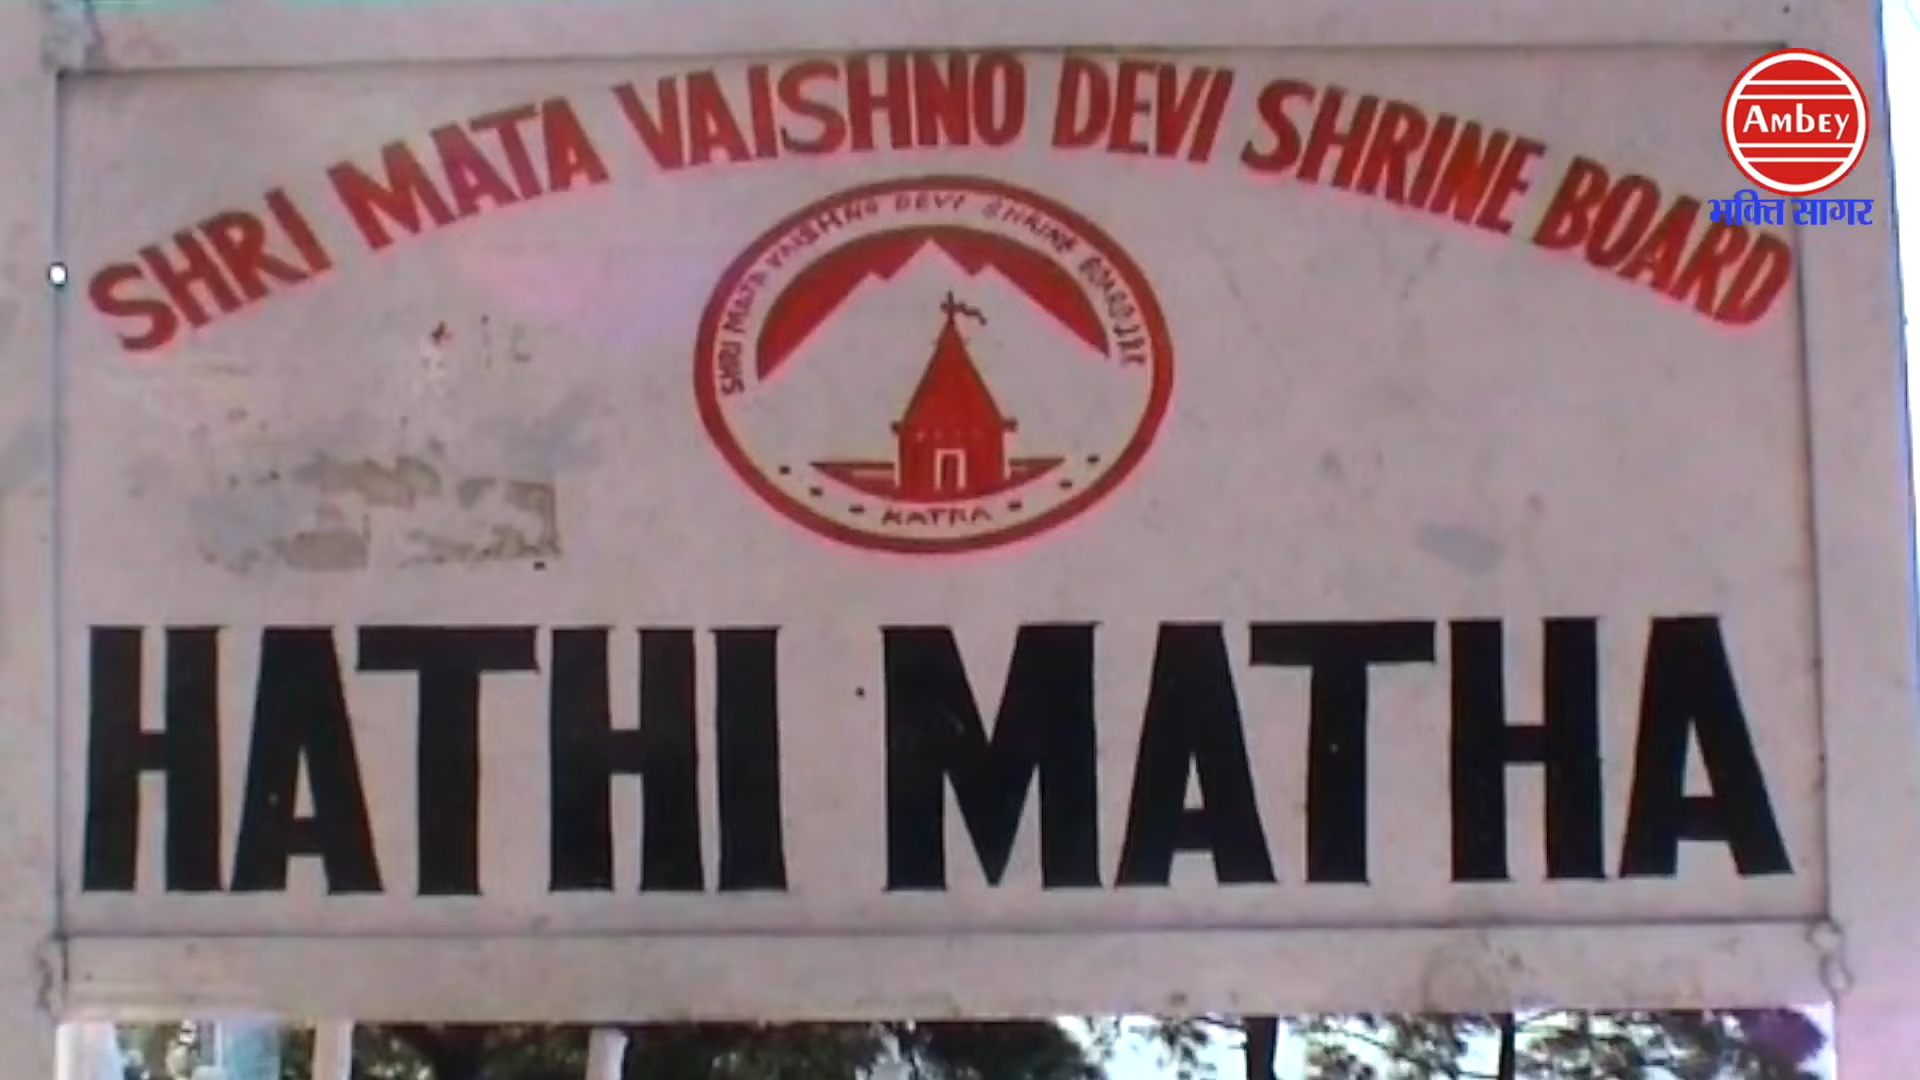 SHRI MATA VAISHNO DEVI SHRINE BOARD
AMBEY
भक्ति सागर
SHRI MATA VAISHNO DEVI SHRINE BOARD
KATRA
HATHI MATHA